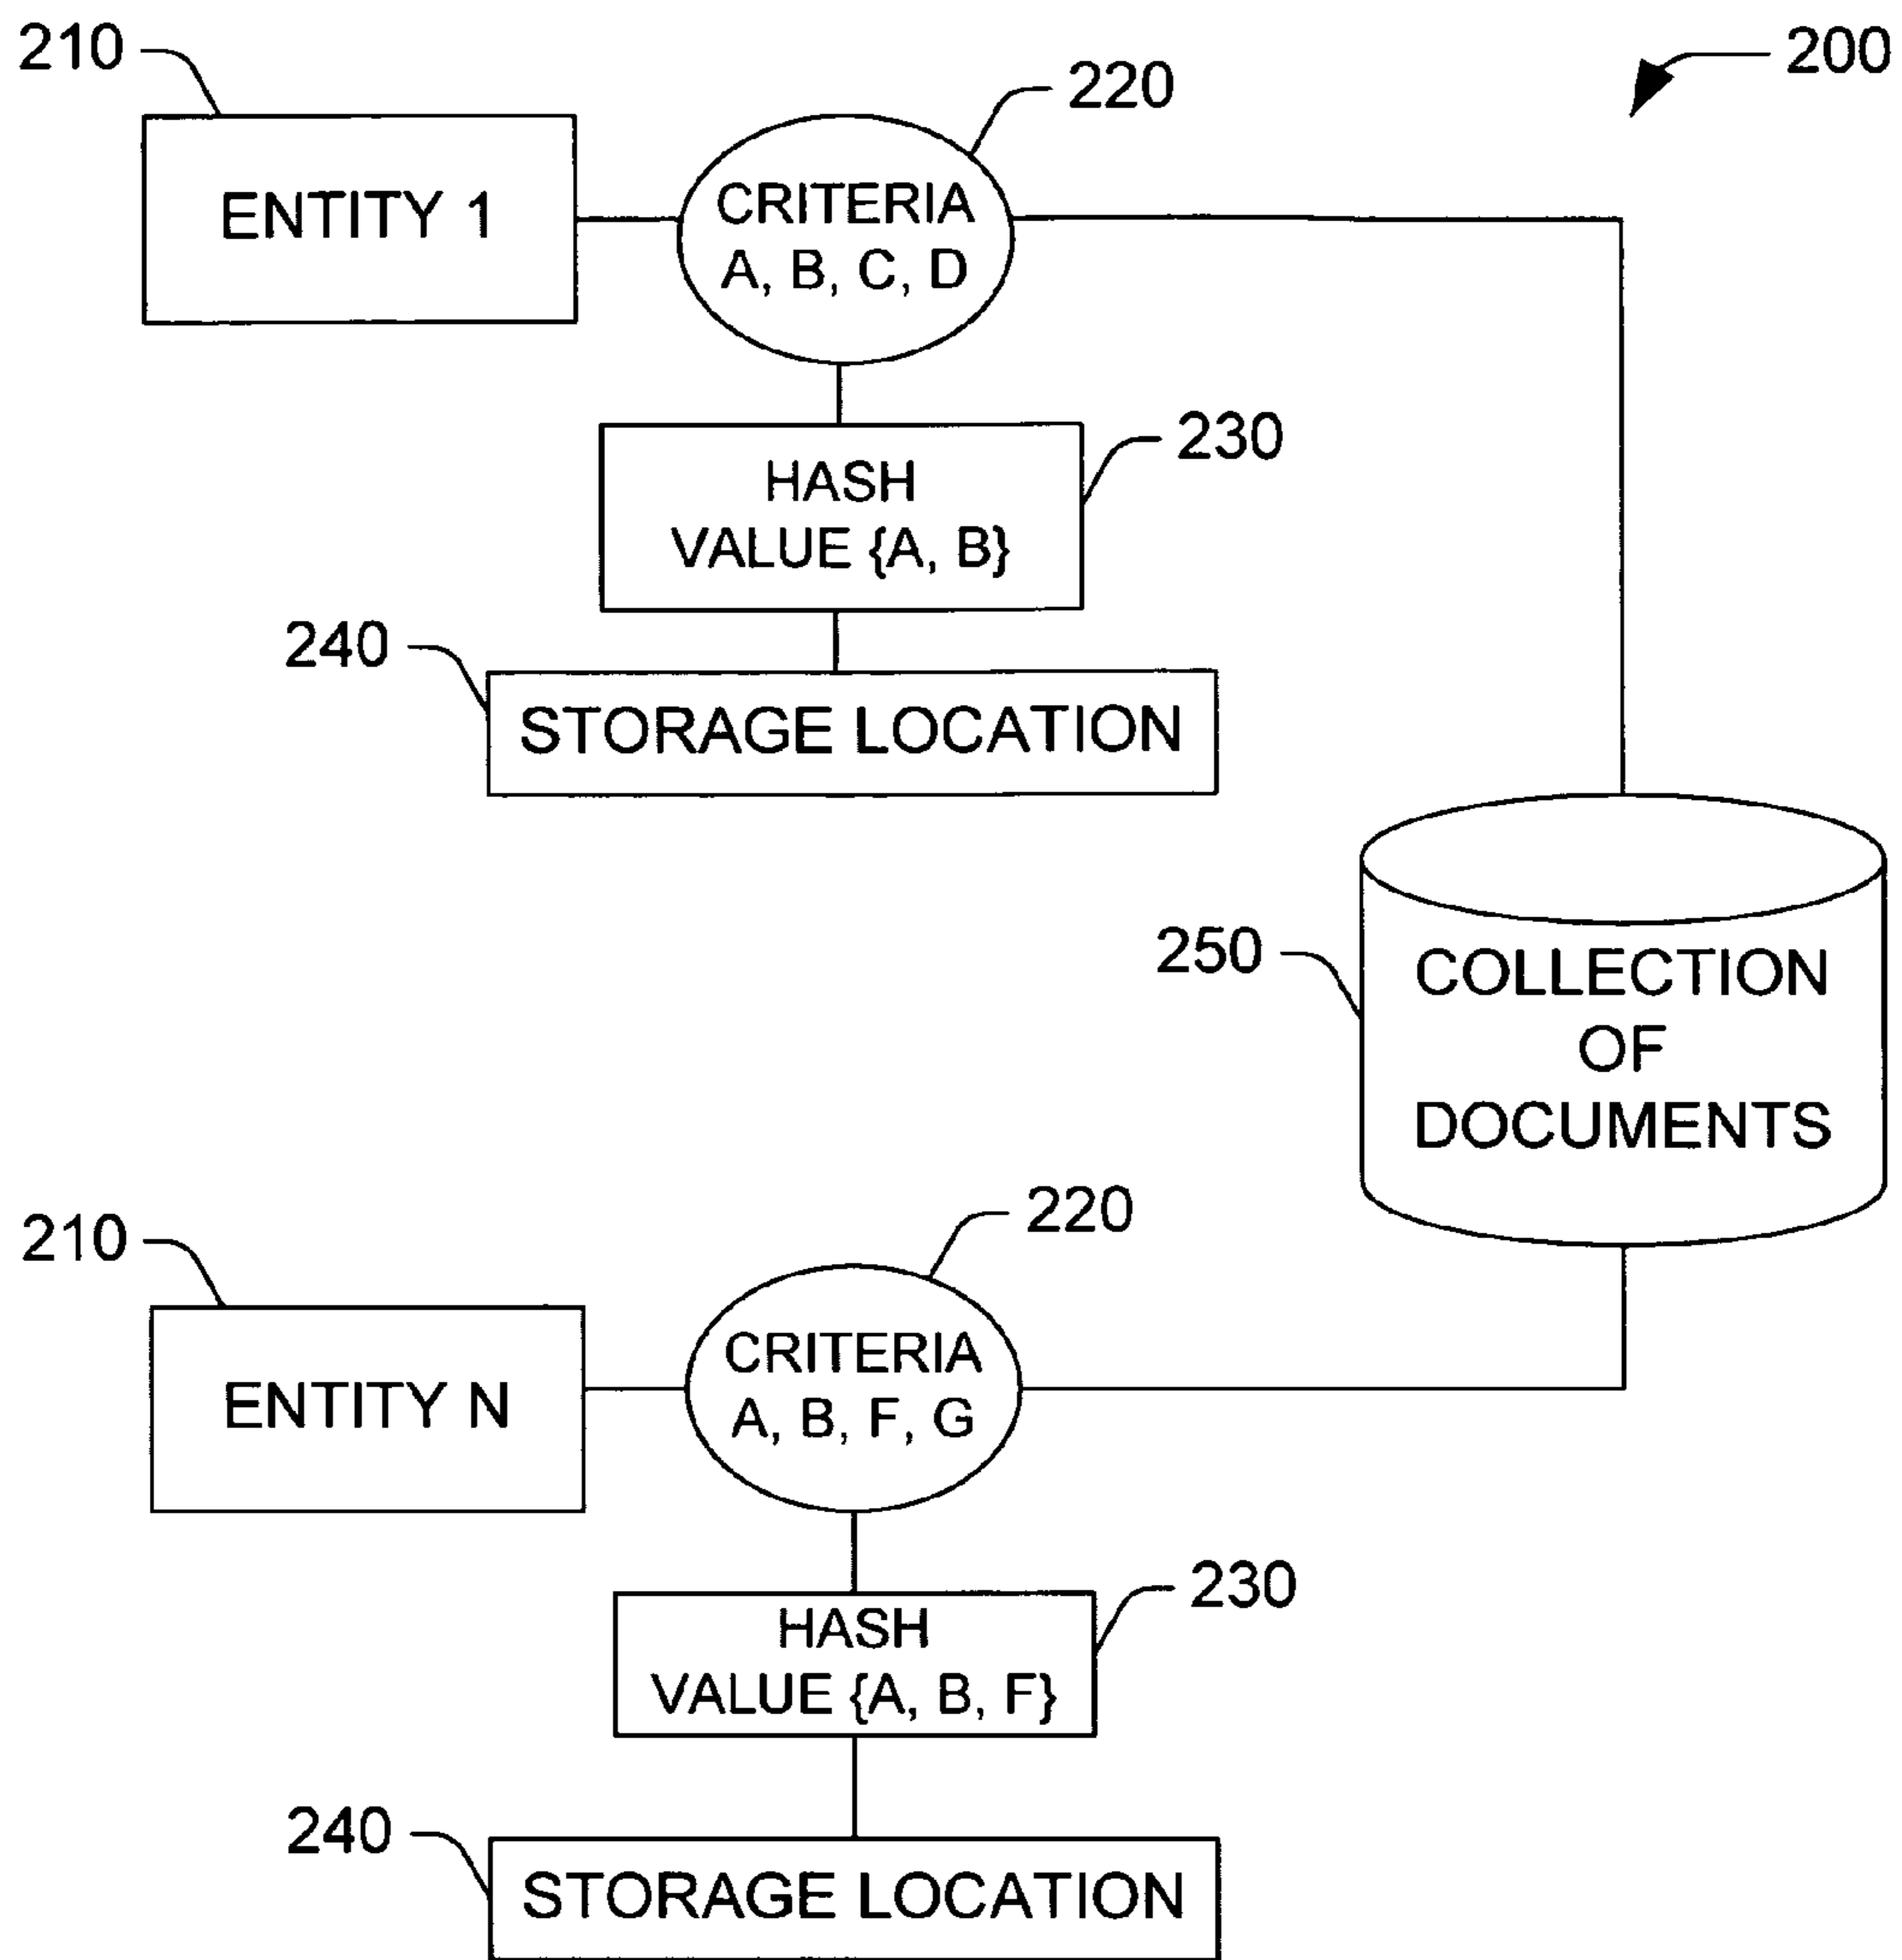 210
200
220
ENTITY 1
CRITERIA
A, B, C, D
230
HASH
VALUE {A, B}
240
STORAGE LOCATION
250
COLLECTION
OF
DOCUMENTS
210
220
ENTITY N
CRITERIA
A, B, F, G
230
HASH
VALUE {A, B, F}
240
STORAGE LOCATION